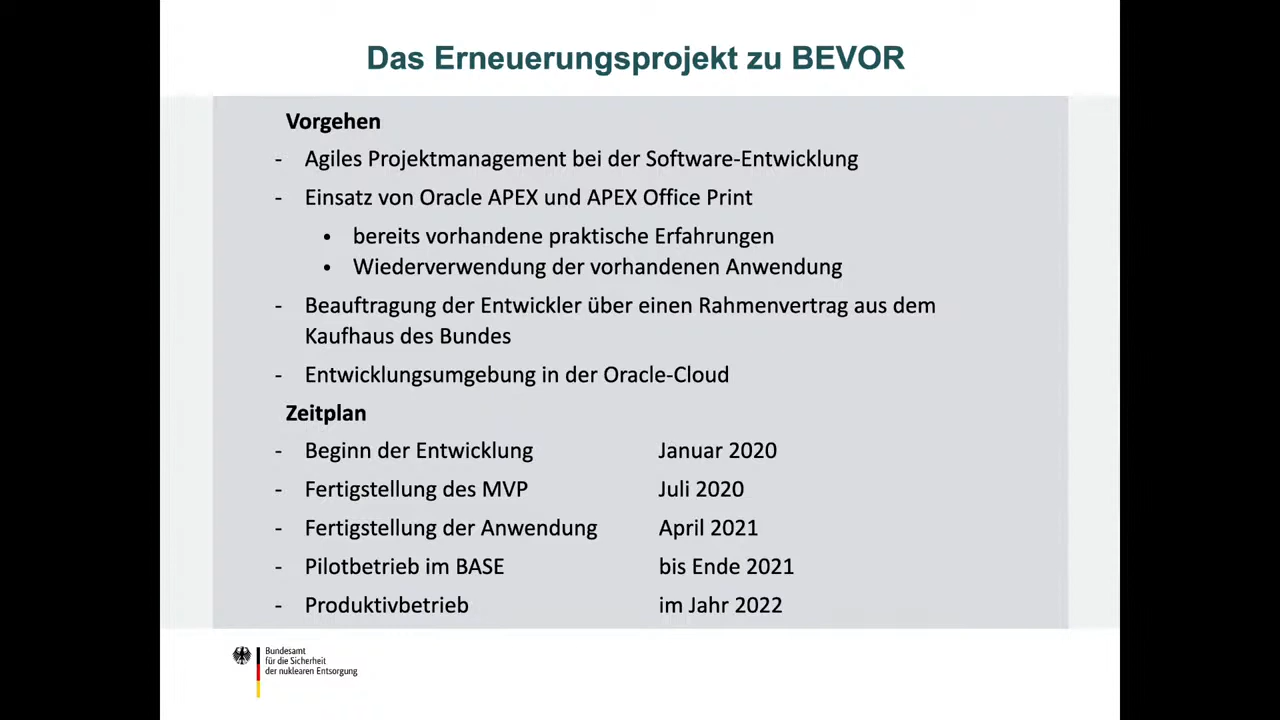 Das Erneuerungsprojekt zu BEVOR
Vorgehen
- Agiles Projektmanagement bei der Software-Entwicklung
- Einsatz von Oracle APEX und APEX Office Print
• bereits vorhandene praktische Erfahrungen
• Wiederverwendung der vorhandenen Anwendung
- Beauftragung der Entwickler über einen Rahmenvertrag aus dem
Kaufhaus des Bundes
- Entwicklungsumgebung in der Oracle-Cloud
Zeitplan
- Beginn der Entwicklung Januar 2020
- Fertigstellung des MVP Juli 2020
- Fertigstellung der Anwendung April 2021
- Pilotbetrieb im BASE bis Ende 2021
- Produktivbetrieb im Jahr 2022
Bundesamt
für die Sicherheit
der nuklearen Entsorgung